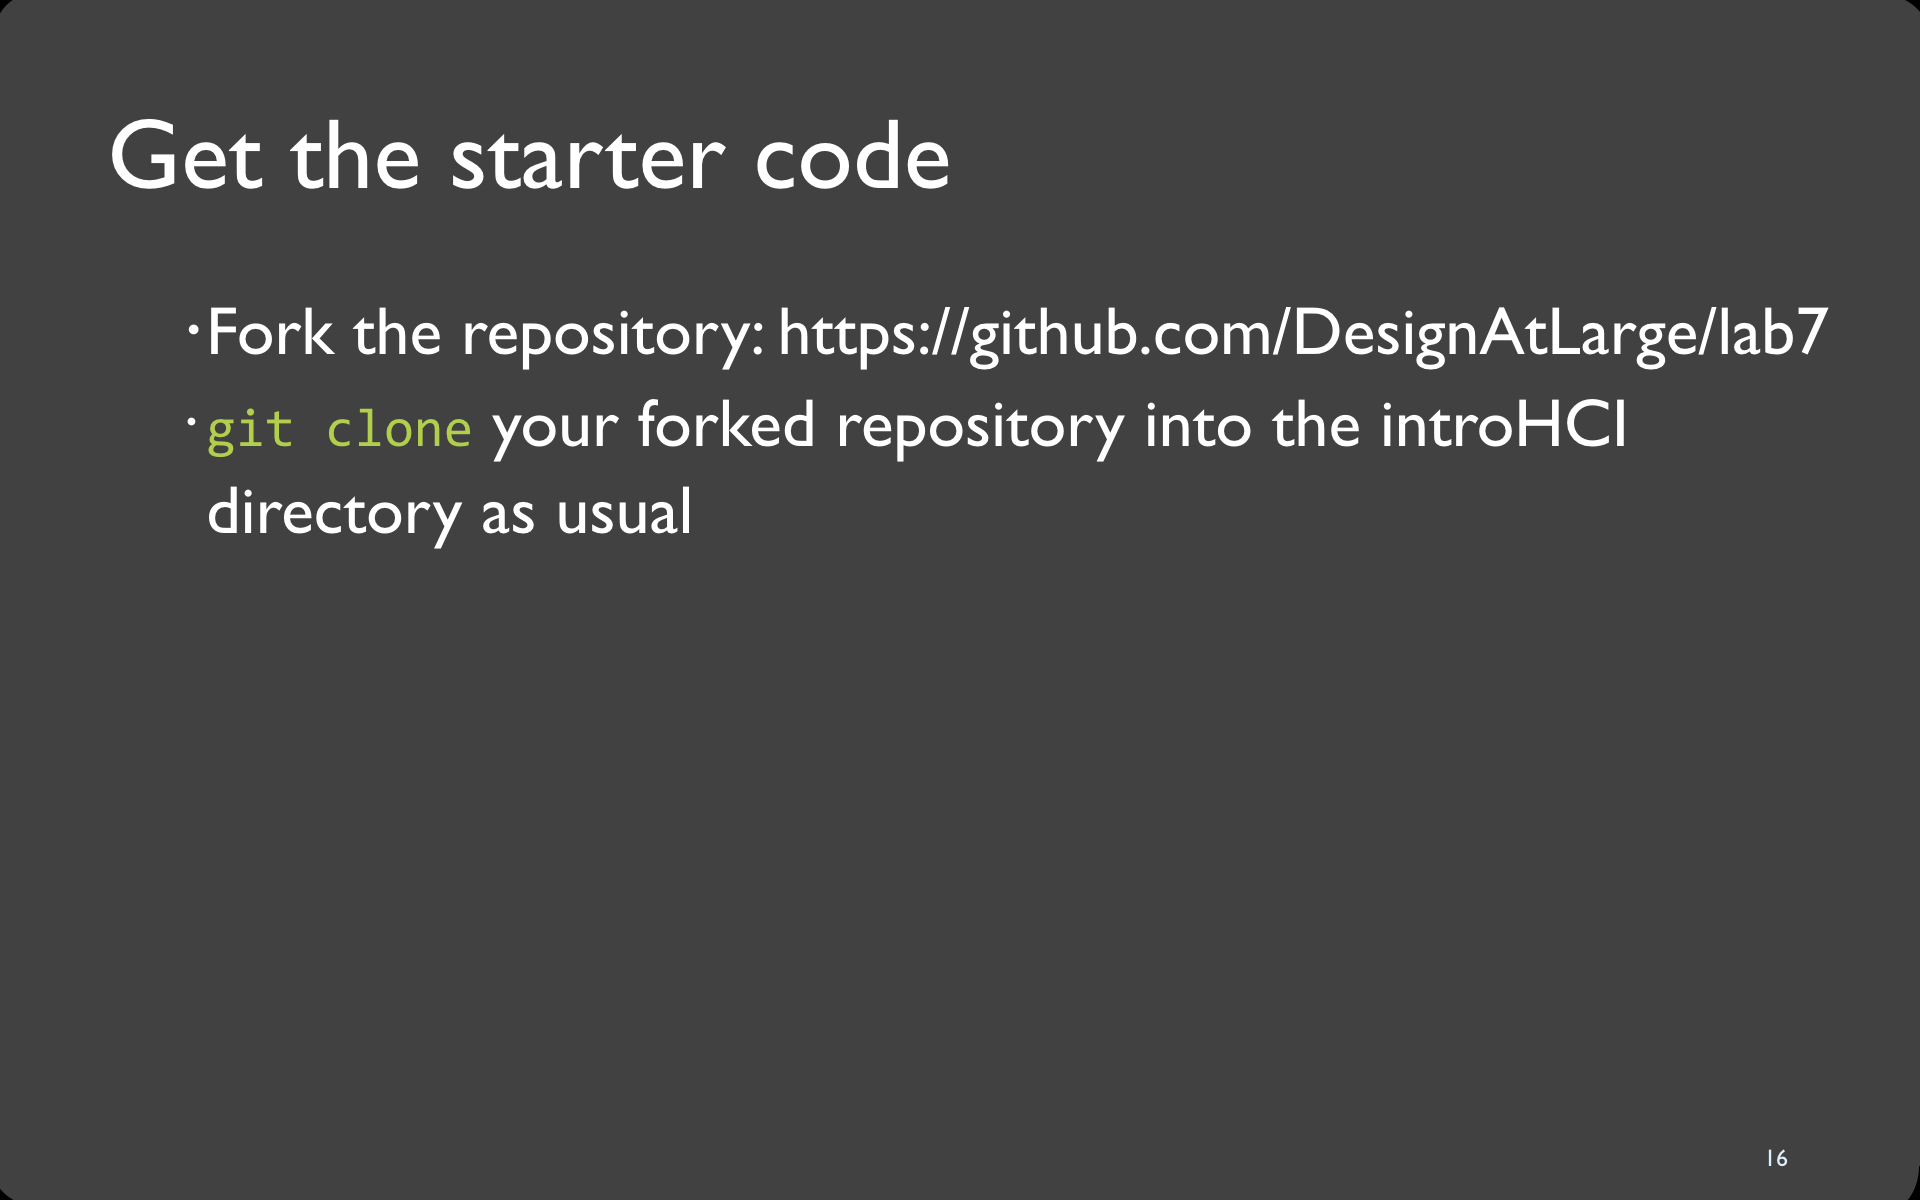 Get the starter code
• Fork the repository: https://github.com/DesignAtLarge/lab7
• git clone your forked repository into the introHCI
directory as usual
16